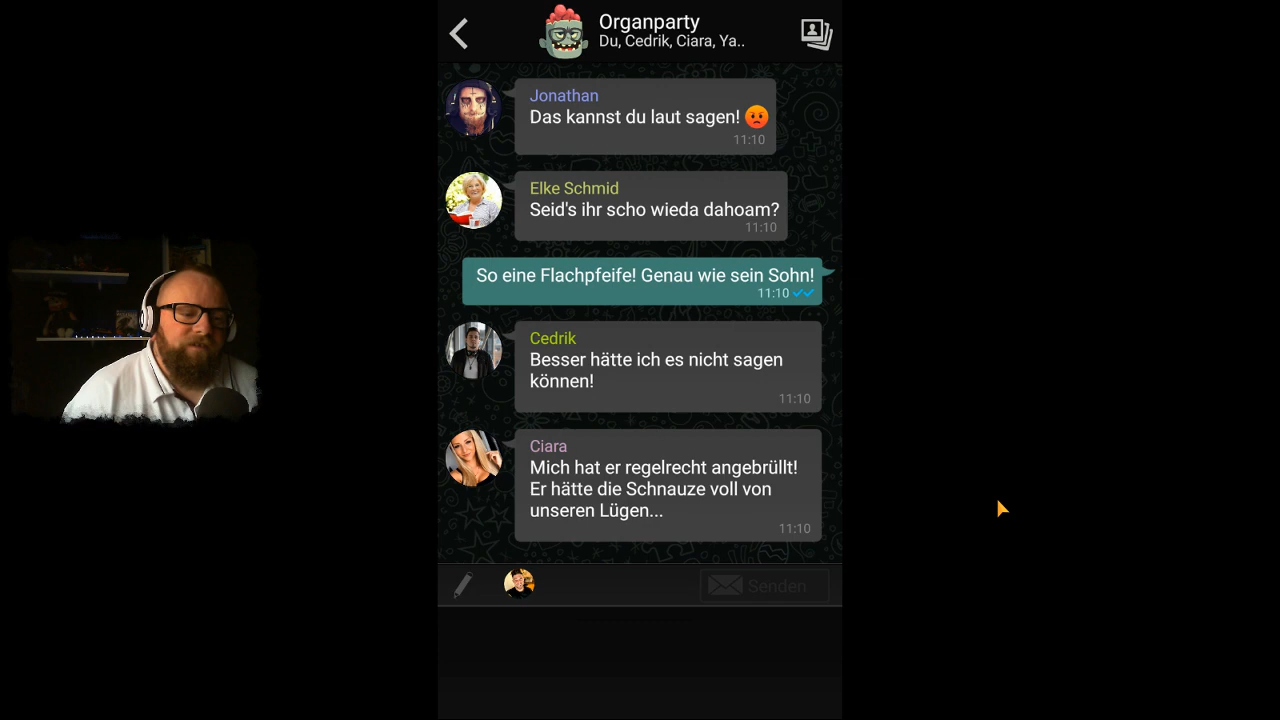 Organparty
Du, Cedrik, Ciara, Ya..
Jonathan
Das kannst du laut sagen! 😡
11:10
Elke Schmid
Seid's ihr scho wieda dahoam?
11:10
So eine Flachpfeife! Genau wie sein Sohn!
11:10
Cedrik
Besser hätte ich es nicht sagen
können!
11:10
Ciara
Mich hat er regelrecht angebrüllt!
Er hätte die Schnauze voll von
unseren Lügen...
11:10
Senden